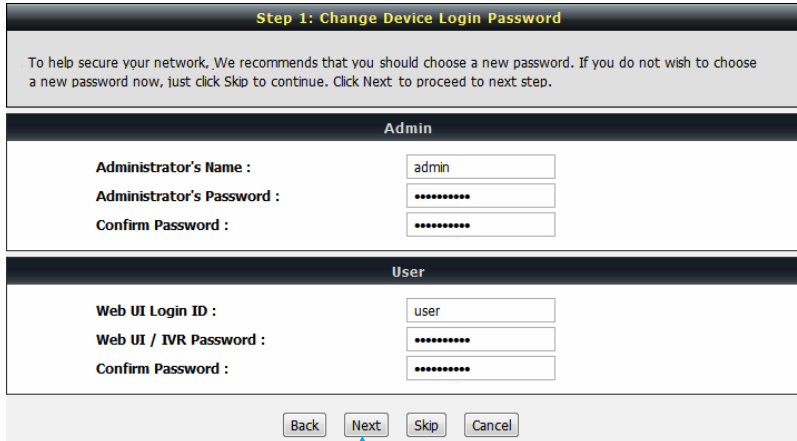 Step 1: Change Device Login Password
To help secure your network, We recommends that you should choose a new password. If you do not wish to choose
a new password now, just click Skip to continue. Click Next to proceed to next step.
Admin
Administrator's Name : admin
Administrator's Password : ••••••••••
Confirm Password : ••••••••••
User
Web UI Login ID : user
Web UI / IVR Password : ••••••••••
Confirm Password : ••••••••••
Back Next Skip Cancel